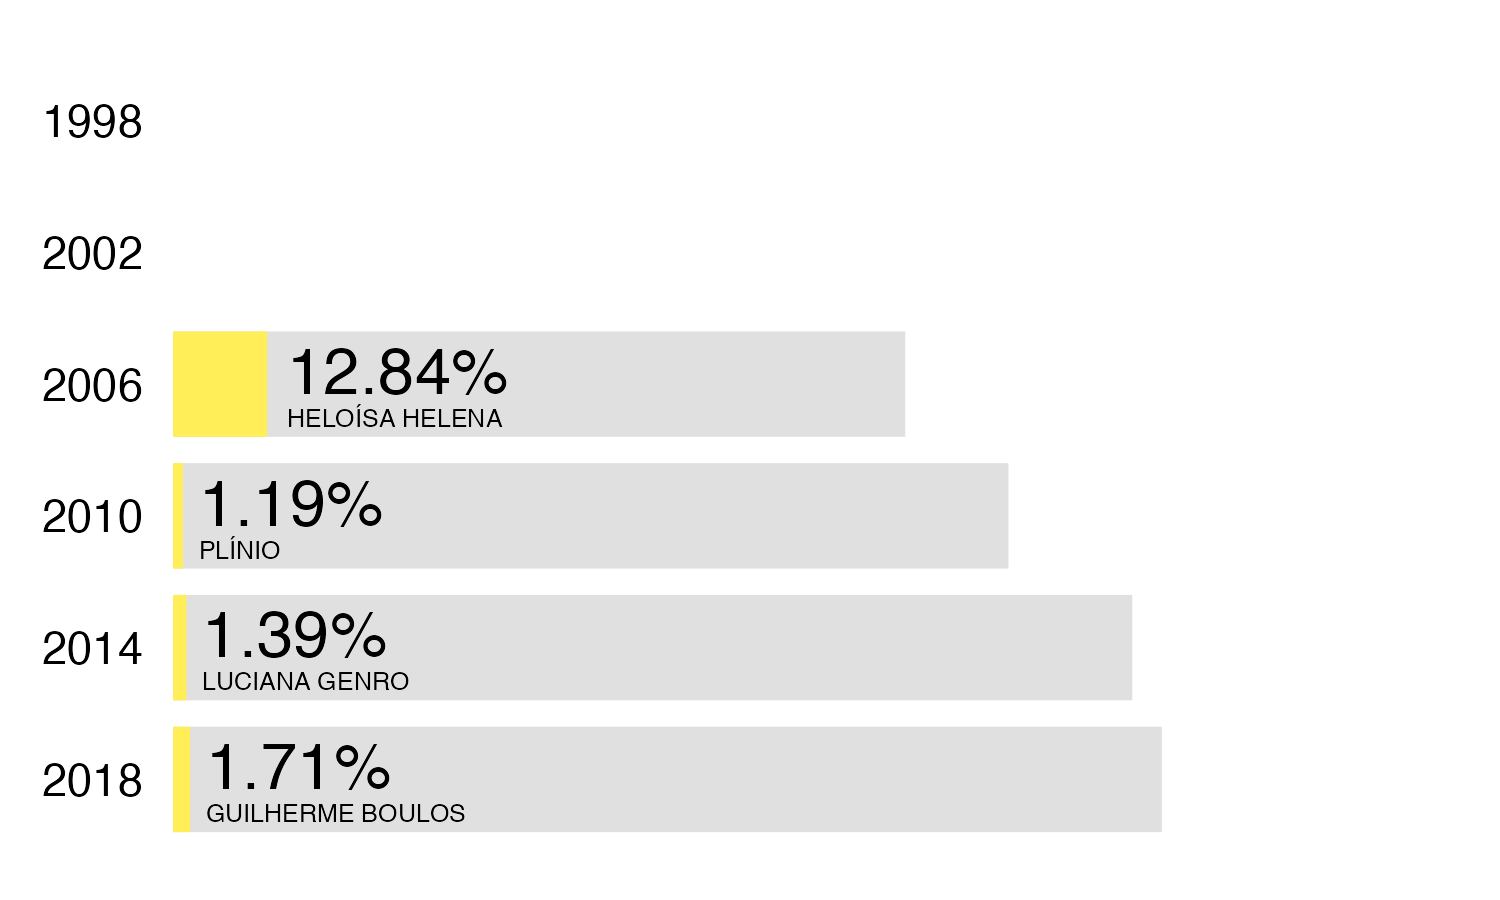 1998
2002
2006
12.84%
HELOÍSA HELENA
2010
1.19%
PLÍNIO
2014
1.39%
LUCIANA GENRO
2018
1.71%
GUILHERME BOULOS